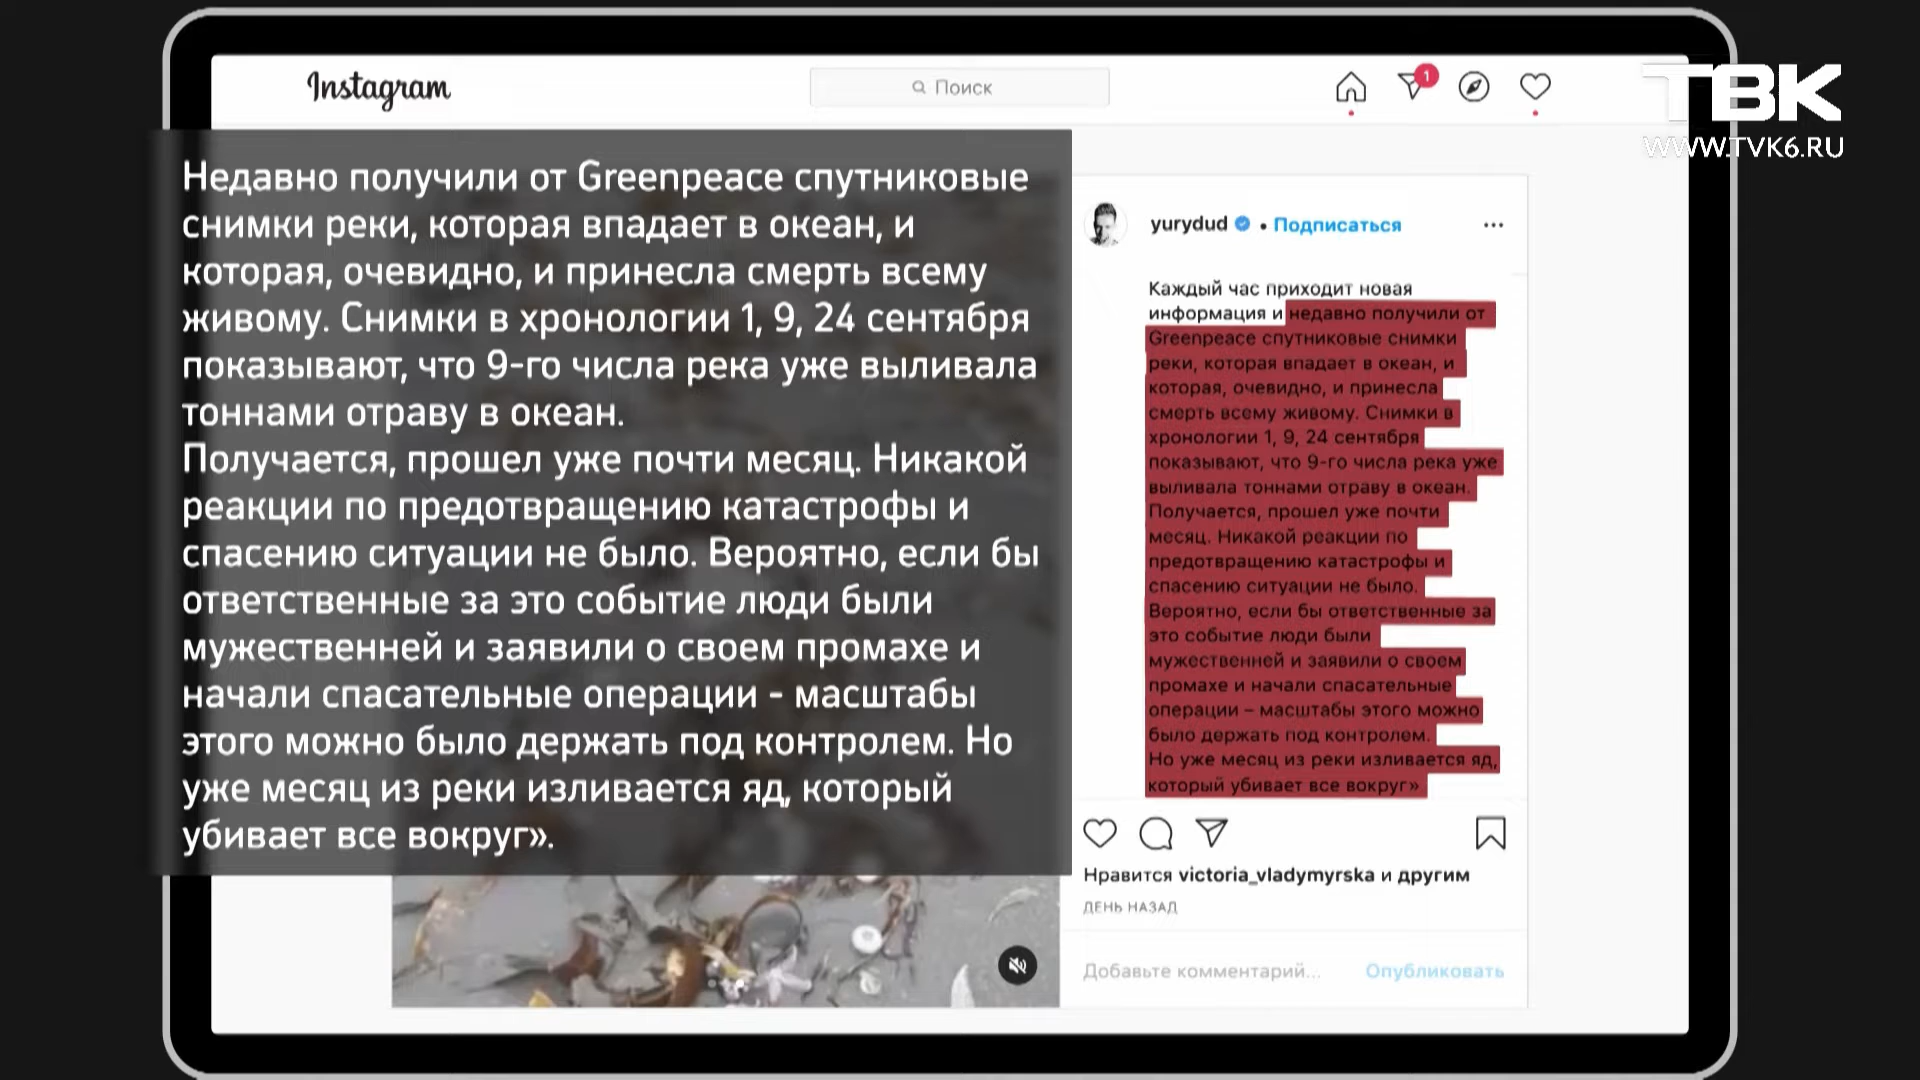 Instagram
Поиск
1
ТВК
WWW.TVK6.RU
Недавно получили от Greenpeace спутниковые
снимки реки, которая впадает в океан, и
которая, очевидно, и принесла смерть всему
живому. Снимки в хронологии 1, 9, 24 сентября
показывают, что 9-го числа река уже выливала
тоннами отраву в океан.
Получается, прошел уже почти месяц. Никакой
реакции по предотвращению катастрофы и
спасению ситуации не было. Вероятно, если бы
ответственные за это событие люди были
мужественней и заявили о своем промахе и
начали спасательные операции - масштабы
этого можно было держать под контролем. Но
уже месяц из реки изливается яд, который
убивает все вокруг».
yurydud • Подписаться
Каждый час приходит новая
информация и недавно получили от
Greenpeace спутниковые снимки
реки, которая впадает в океан, и
которая, очевидно, и принесла
смерть всему живому. Снимки в
хронологии 1, 9, 24 сентября
показывают, что 9-го числа река уже
выливала тоннами отраву в океан.
Получается, прошел уже почти
месяц. Никакой реакции по
предотвращению катастрофы и
спасению ситуации не было.
Вероятно, если бы ответственные за
это событие люди были
мужественней и заявили о своем
промахе и начали спасательные
операции – масштабы этого можно
было держать под контролем.
Но уже месяц из реки изливается яд,
который убивает все вокруг»
Нравится victoria_vladymyrska и другим
ДЕНЬ НАЗАД
Добавьте комментарий... Опубликовать